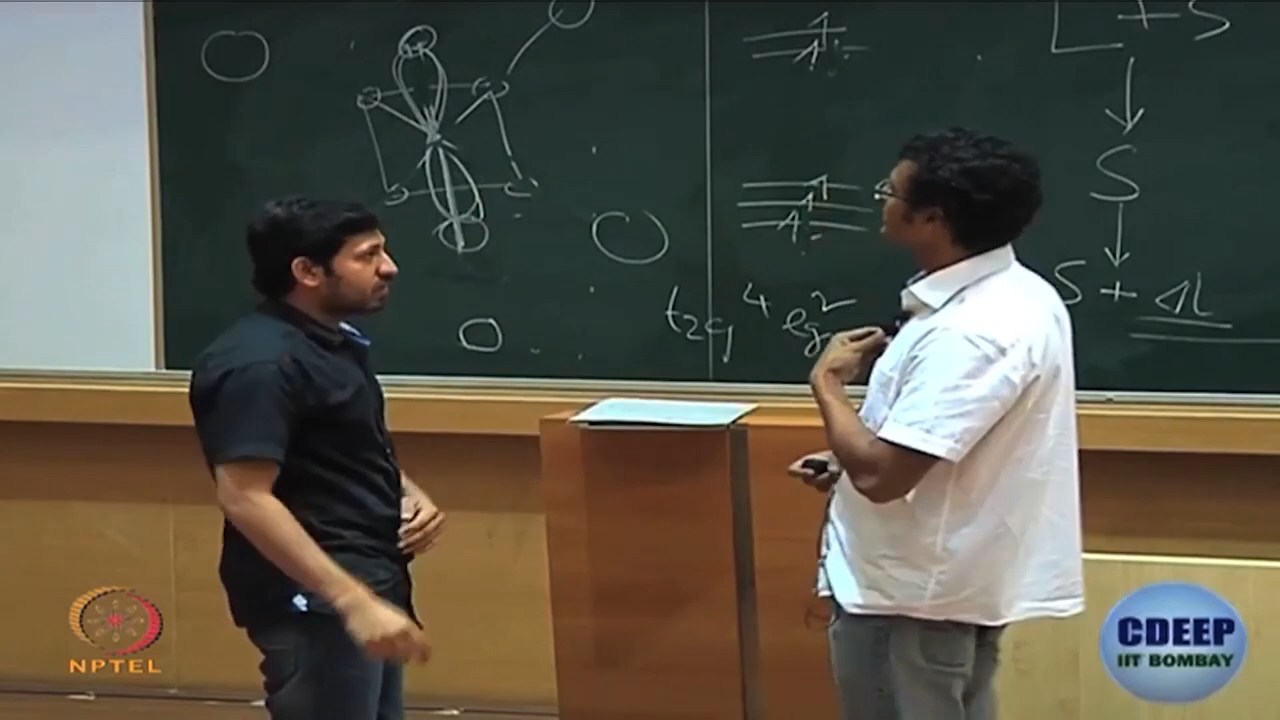 L + S
S
S + ΔL
t2g⁴ eg²
NPTEL
CDEEP
IIT BOMBAY